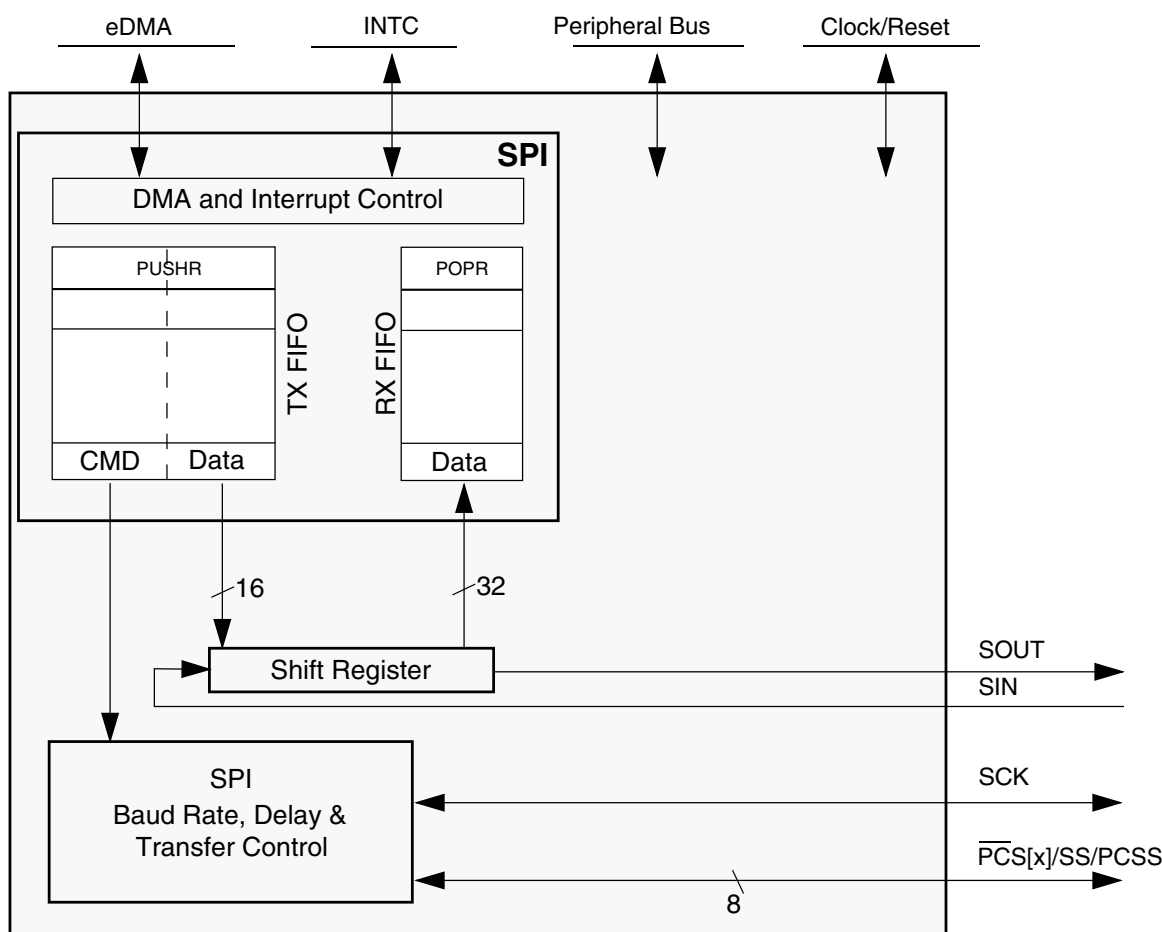 eDMA
INTC
Peripheral Bus
Clock/Reset
SPI
DMA and Interrupt Control
PUSHR
POPR
TX FIFO
RX FIFO
CMD
Data
Data
16
32
Shift Register
SOUT
SIN
SPI
Baud Rate, Delay &
Transfer Control
SCK
PCS[x]/SS/PCSS
8